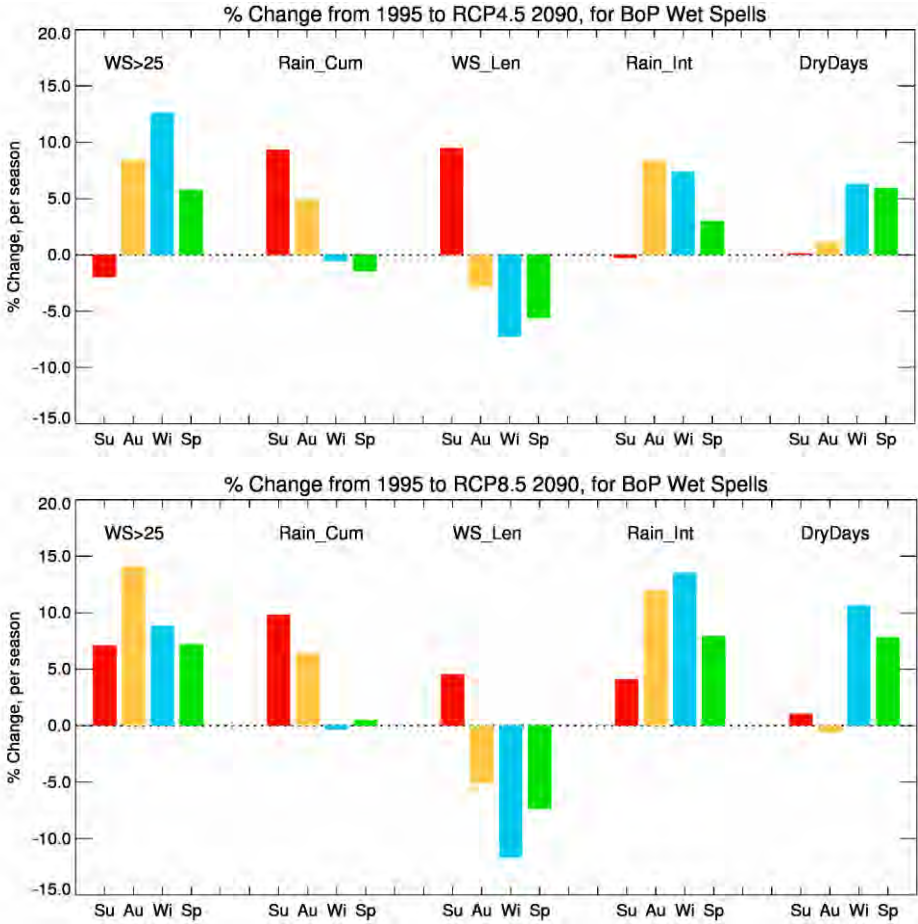 % Change from 1995 to RCP4.5 2090, for BoP Wet Spells
20.0
WS>25 Rain_Cum WS_Len Rain_Int DryDays
15.0
10.0
5.0
0.0
-5.0
-10.0
-15.0
% Change, per season
Su Au Wi Sp Su Au Wi Sp Su Au Wi Sp Su Au Wi Sp Su Au Wi Sp
% Change from 1995 to RCP8.5 2090, for BoP Wet Spells
20.0
WS>25 Rain_Cum WS_Len Rain_Int DryDays
15.0
10.0
5.0
0.0
-5.0
-10.0
-15.0
% Change, per season
Su Au Wi Sp Su Au Wi Sp Su Au Wi Sp Su Au Wi Sp Su Au Wi Sp